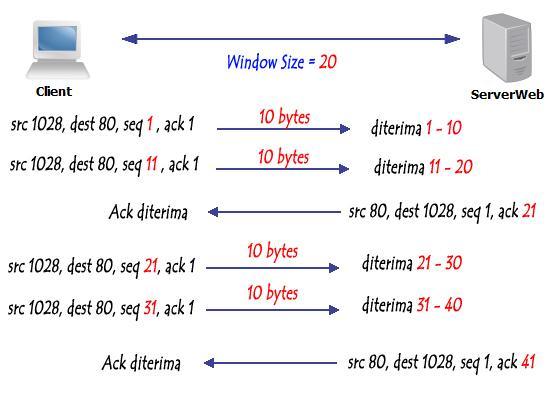 Window Size = 20
Client
ServerWeb
src 1028, dest 80, seq 1 , ack 1
10 bytes
diterima 1 - 10
src 1028, dest 80, seq 11 , ack 1
10 bytes
diterima 11 - 20
Ack diterima
src 80, dest 1028, seq 1, ack 21
src 1028, dest 80, seq 21, ack 1
10 bytes
diterima 21 - 30
src 1028, dest 80, seq 31, ack 1
10 bytes
diterima 31 - 40
Ack diterima
src 80, dest 1028, seq 1, ack 41